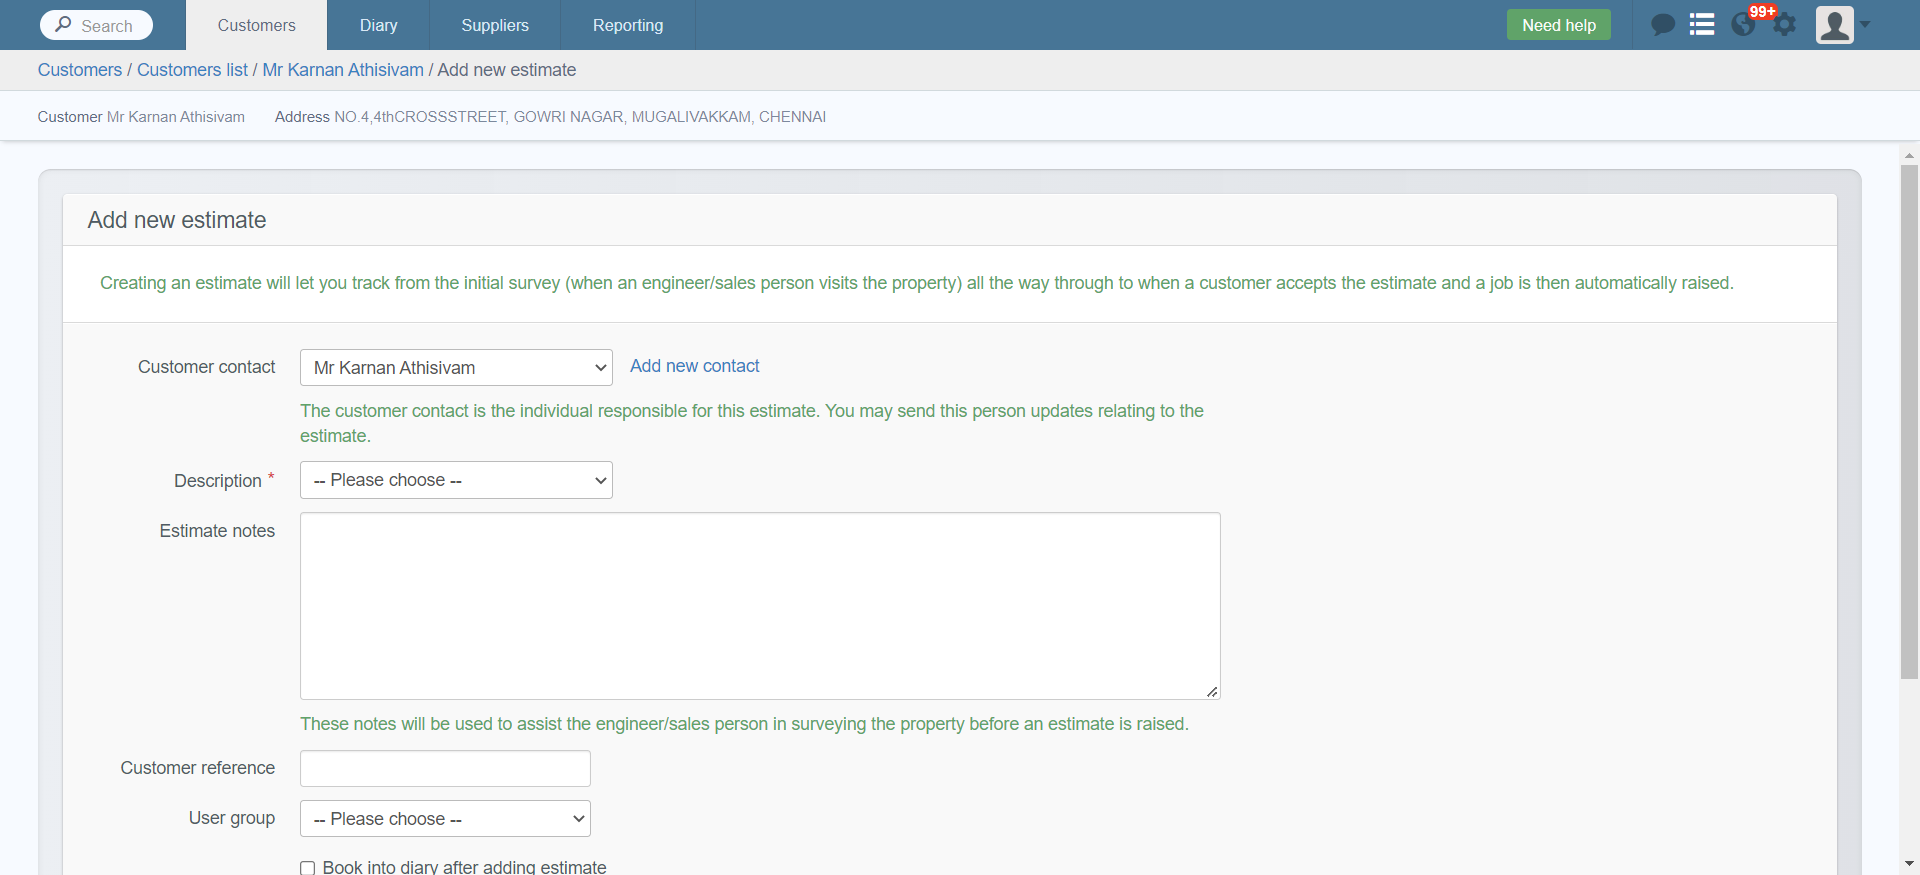 Search
Customers
Diary
Suppliers
Reporting
Need help
99+
Customers / Customers list / Mr Karnan Athisivam / Add new estimate
Customer Mr Karnan Athisivam Address NO.4,4thCROSSSTREET, GOWRI NAGAR, MUGALIVAKKAM, CHENNAI
Add new estimate
Creating an estimate will let you track from the initial survey (when an engineer/sales person visits the property) all the way through to when a customer accepts the estimate and a job is then automatically raised.
Customer contact Mr Karnan Athisivam Add new contact
The customer contact is the individual responsible for this estimate. You may send this person updates relating to the
estimate.
Description * -- Please choose --
Estimate notes
These notes will be used to assist the engineer/sales person in surveying the property before an estimate is raised.
Customer reference
User group -- Please choose --
Book into diary after adding estimate